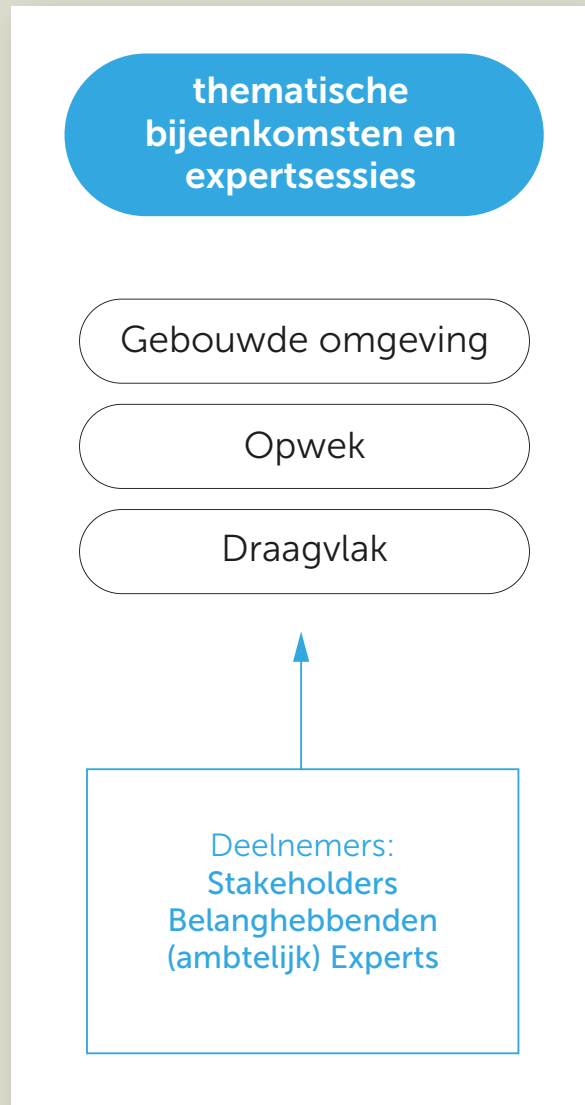 thematische
bijeenkomsten en
expertsessies
Gebouwde omgeving
Opwek
Draagvlak
Deelnemers:
Stakeholders
Belanghebbenden
(ambtelijk) Experts